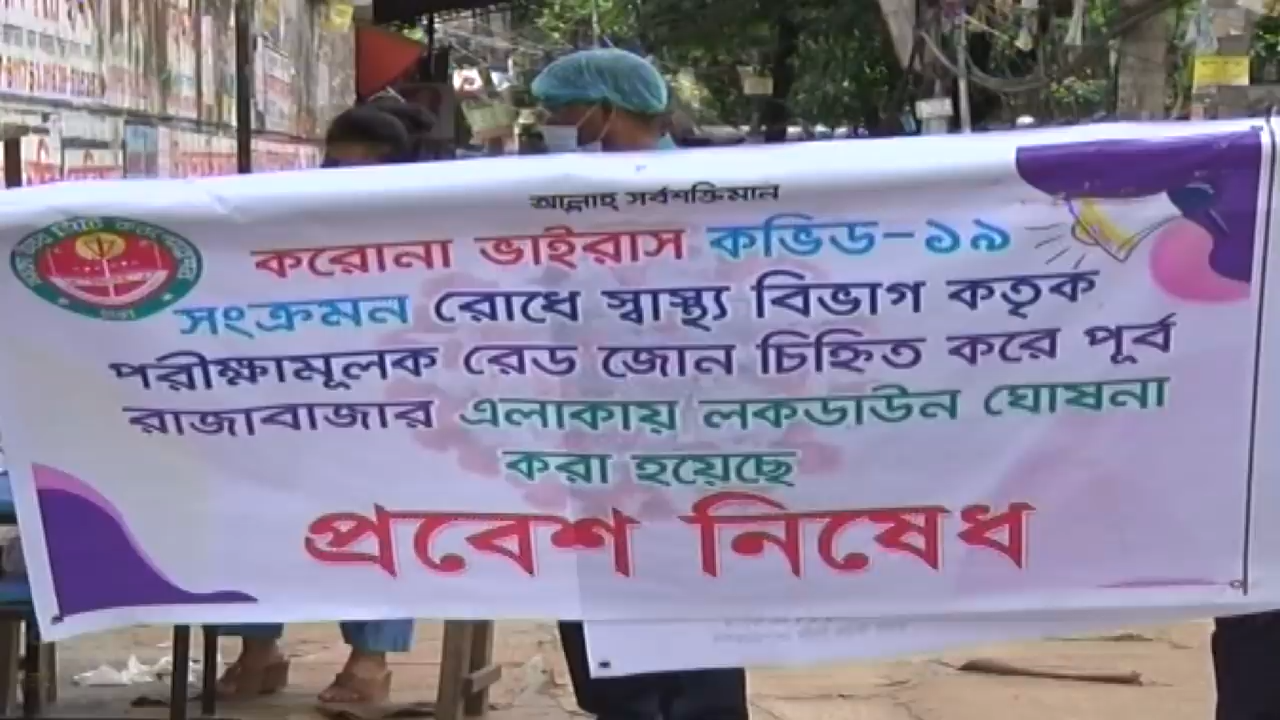 আল্লাহ্ সর্বশক্তিমান
করোনা ভাইরাস কভিড-১৯
সংক্রমন রোধে স্বাস্থ্য বিভাগ কতৃক
পরীক্ষামূলক রেড জোন চিহ্নিত করে পূর্ব
রাজাবাজার এলাকায় লকডাউন ঘোষনা
করা হয়েছে
প্রবেশ নিষেধ